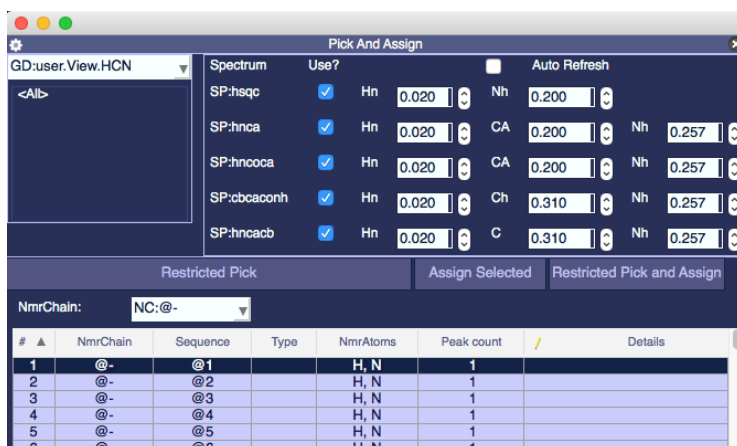 Pick And Assign
GD:user.View.HCN
<All>
Spectrum Use? Auto Refresh
SP:hsqc Hn 0.020 Nh 0.200
SP:hnca Hn 0.020 CA 0.200 Nh 0.257
SP:hncoca Hn 0.020 CA 0.200 Nh 0.257
SP:cbcaconh Hn 0.020 Ch 0.310 Nh 0.257
SP:hncacb Hn 0.020 C 0.310 Nh 0.257
Restricted Pick Assign Selected Restricted Pick and Assign
NmrChain: NC:@-
# NmrChain Sequence Type NmrAtoms Peak count Details
1 @- @1 H, N 1
2 @- @2 H, N 1
3 @- @3 H, N 1
4 @- @4 H, N 1
5 @- @5 H, N 1